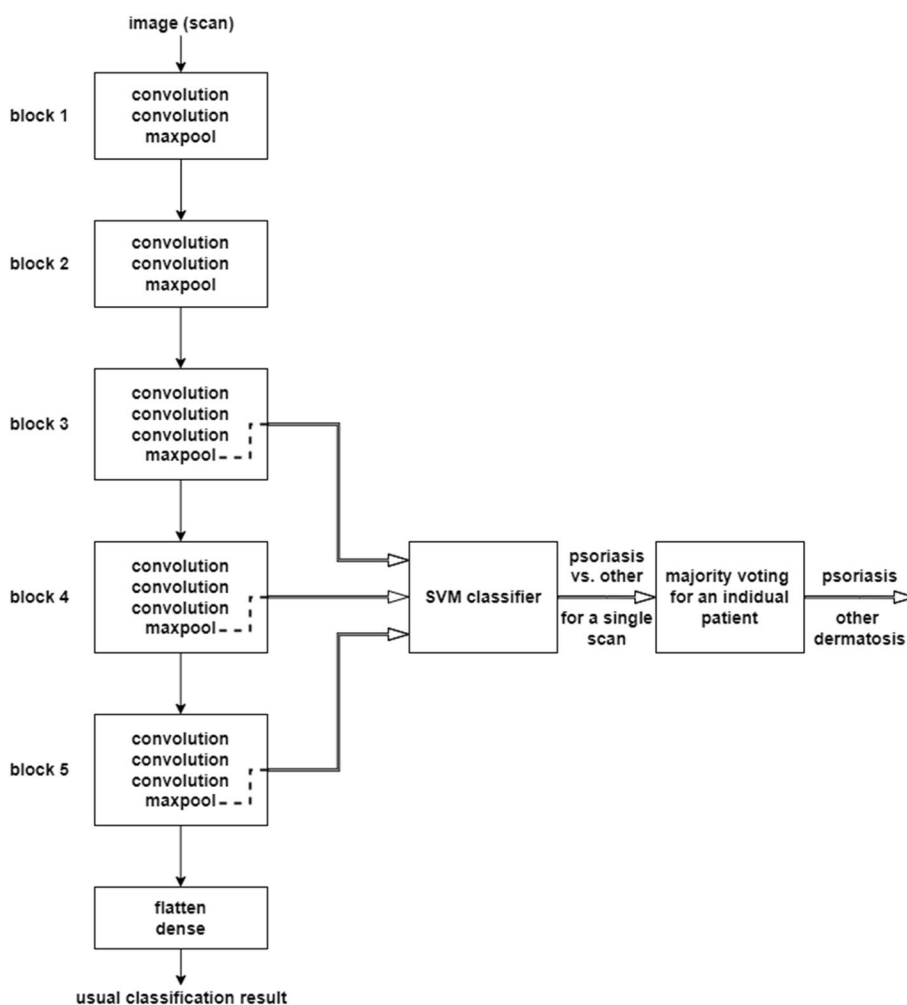 image (scan)
block 1
convolution
convolution
maxpool
block 2
convolution
convolution
maxpool
block 3
convolution
convolution
convolution
maxpool
block 4
convolution
convolution
convolution
maxpool
block 5
convolution
convolution
convolution
maxpool
flatten
dense
usual classification result
SVM classifier
psoriasis
vs. other
for a single
scan
majority voting
for an indidual
patient
psoriasis
other
dermatosis